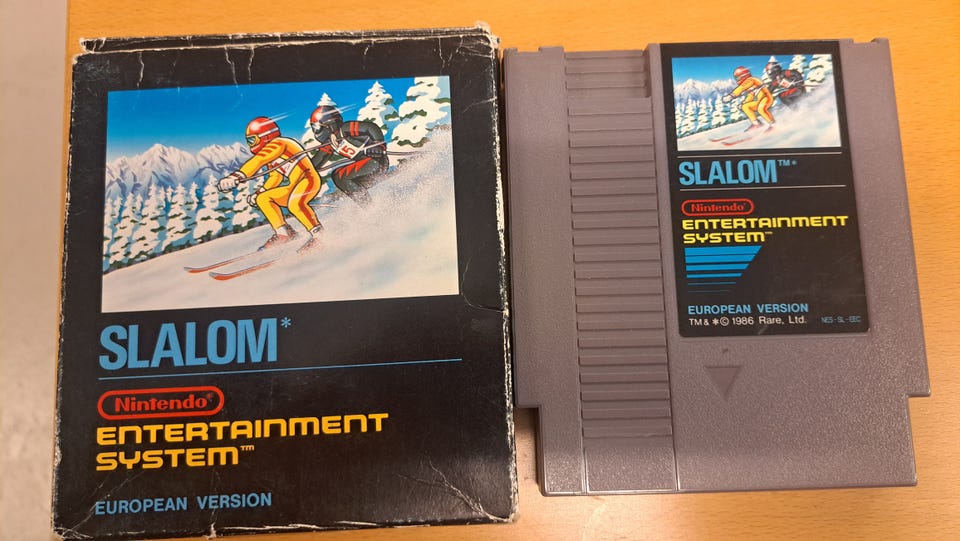 SLALOM*
Nintendo®
ENTERTAINMENT
SYSTEM™
EUROPEAN VERSION
SLALOM™*
Nintendo®
ENTERTAINMENT
SYSTEM™
EUROPEAN VERSION
TM & *© 1986 Rare, Ltd. NES-SL-EEC